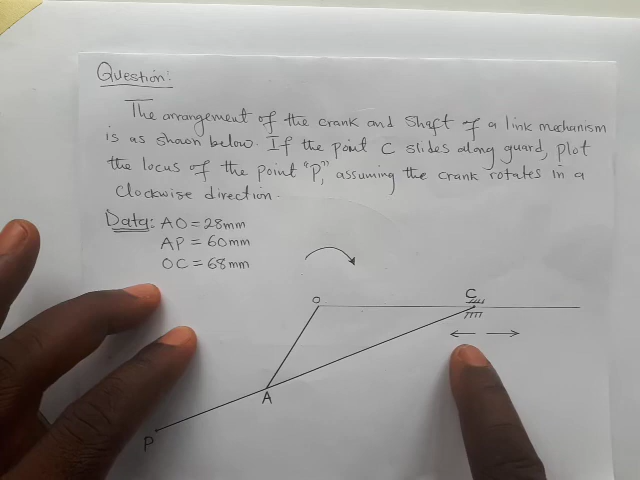 Question:
The arrangement of the crank and shaft of a link mechanism
is as shown below. If the point C slides along guard, plot
the locus of the point "P", assuming the crank rotates in a
clockwise direction.
Data: AO = 28mm
AP = 60mm
OC = 68mm
C
O
A
P